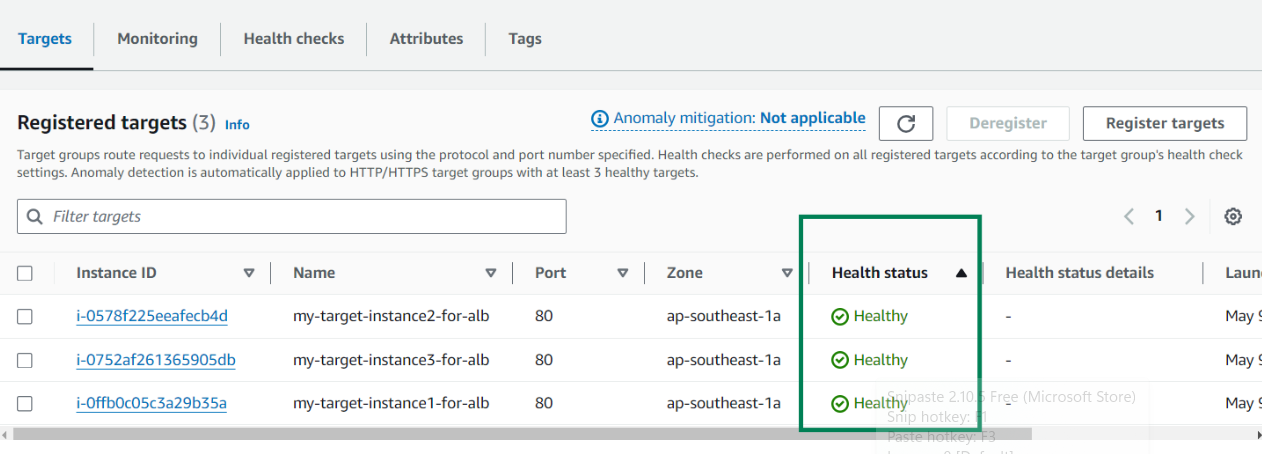 Targets Monitoring Health checks Attributes Tags
Registered targets (3) Info Anomaly mitigation: Not applicable Deregister Register targets
Target groups route requests to individual registered targets using the protocol and port number specified. Health checks are performed on all registered targets according to the target group's health check
settings. Anomaly detection is automatically applied to HTTP/HTTPS target groups with at least 3 healthy targets.
Filter targets 1
Instance ID Name Port Zone Health status Health status details Laun
i-0578f225eeafecb4d my-target-instance2-for-alb 80 ap-southeast-1a Healthy - May 9
i-0752af261365905db my-target-instance3-for-alb 80 ap-southeast-1a Healthy - May 9
i-0ffb0c05c3a29b35a my-target-instance1-for-alb 80 ap-southeast-1a Healthy - May 9
Snipaste 2.10.5 Free (Microsoft Store)
Snip hotkey: F1
Paste hotkey: F3